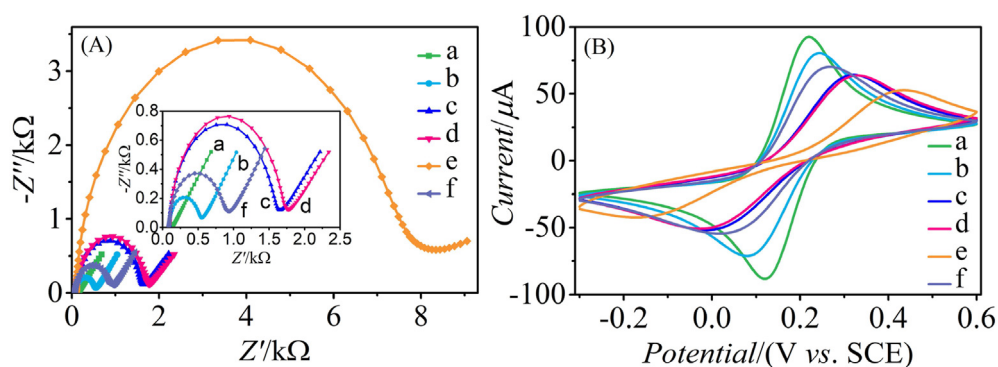 (A)
-Z''/kΩ
3
2
1
0
0
2
4
6
8
Z'/kΩ
a
b
c
d
e
f
-Z''/kΩ
0.8
0.6
0.4
0.2
0.0
0.0
0.5
1.0
1.5
2.0
2.5
Z'/kΩ
a
b
f
c
d
(B)
Current/μA
100
50
0
-50
-100
-0.2
0.0
0.2
0.4
0.6
Potential/(V vs. SCE)
a
b
c
d
e
f